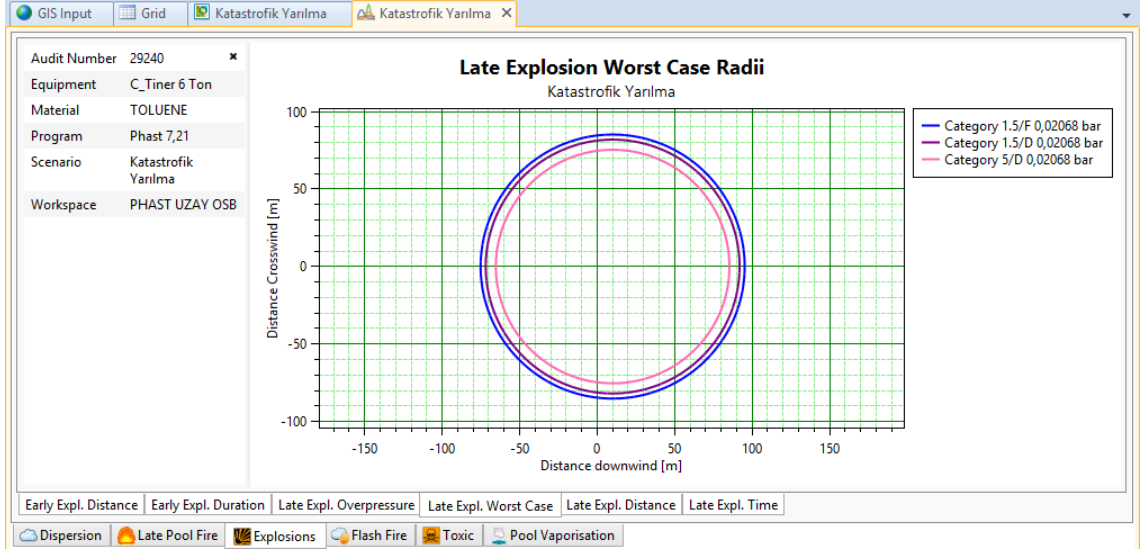 GIS Input Grid Katastrofik Yarılma Katastrofik Yarılma
Audit Number 29240
Equipment C_Tiner 6 Ton
Material TOLUENE
Program Phast 7,21
Scenario Katastrofik
Yarılma
Workspace PHAST UZAY OSB
Late Explosion Worst Case Radii
Katastrofik Yarılma
Distance Crosswind [m]
100
50
0
-50
-100
-150 -100 -50 0 50 100 150
Distance downwind [m]
Category 1.5/F 0,02068 bar
Category 1.5/D 0,02068 bar
Category 5/D 0,02068 bar
Early Expl. Distance Early Expl. Duration Late Expl. Overpressure Late Expl. Worst Case Late Expl. Distance Late Expl. Time
Dispersion Late Pool Fire Explosions Flash Fire Toxic Pool Vaporisation